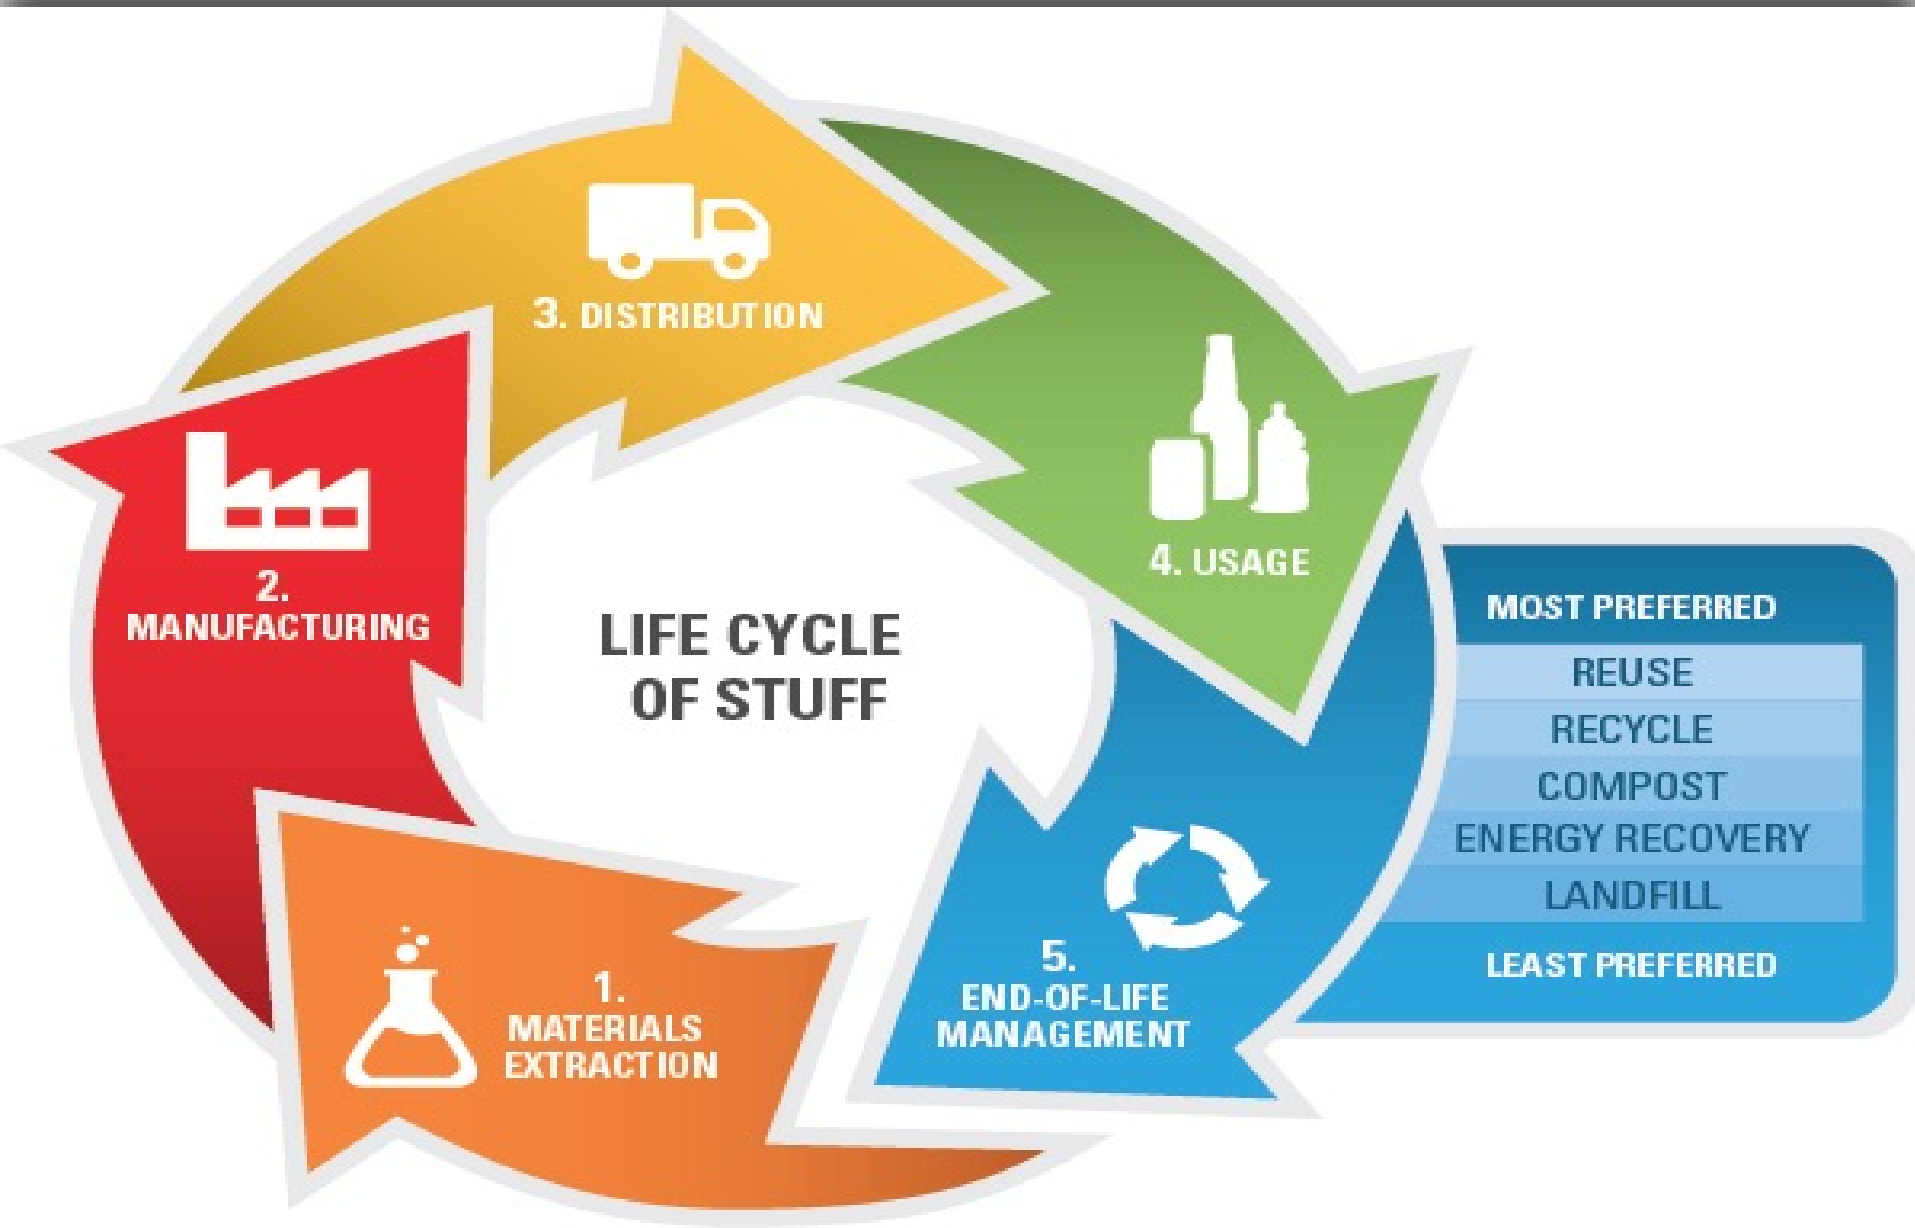 3. DISTRIBUTION
4. USAGE
2.
MANUFACTURING
LIFE CYCLE
OF STUFF
MOST PREFERRED
REUSE
RECYCLE
COMPOST
ENERGY RECOVERY
LANDFILL
LEAST PREFERRED
5.
END-OF-LIFE
MANAGEMENT
1.
MATERIALS
EXTRACTION